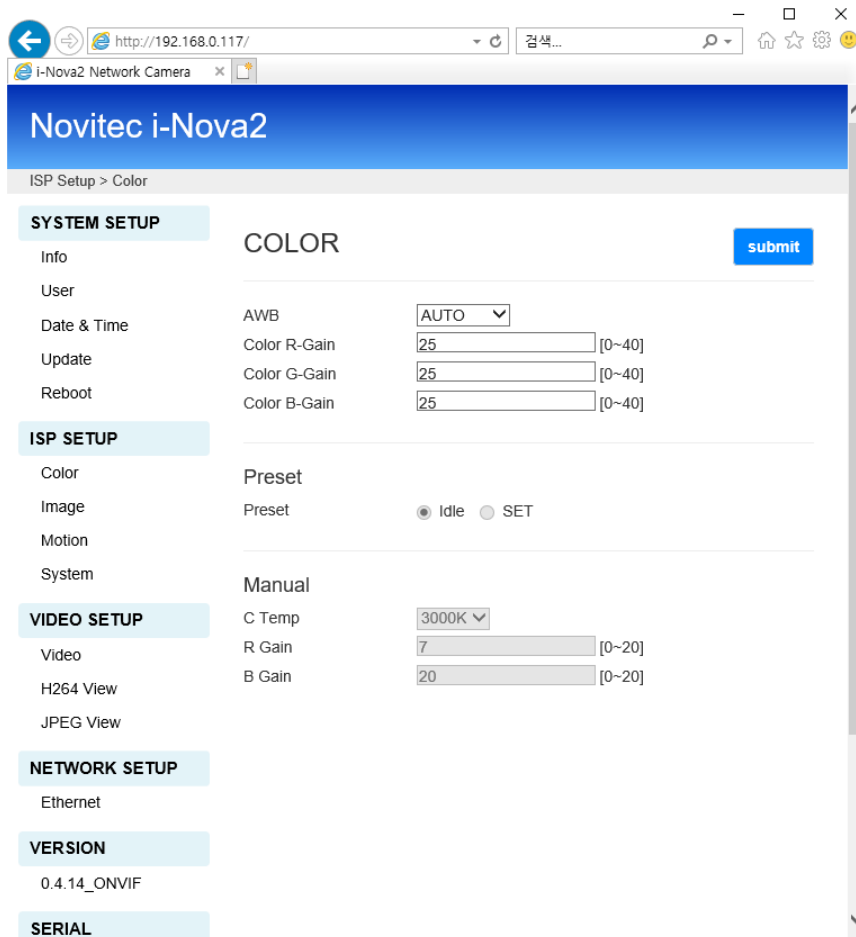 http://192.168.0.117/
검색...
i-Nova2 Network Camera
Novitec i-Nova2
ISP Setup > Color
SYSTEM SETUP
Info
User
Date & Time
Update
Reboot
ISP SETUP
Color
Image
Motion
System
VIDEO SETUP
Video
H264 View
JPEG View
NETWORK SETUP
Ethernet
VERSION
0.4.14_ONVIF
SERIAL
COLOR
submit
AWB AUTO
Color R-Gain 25 [0~40]
Color G-Gain 25 [0~40]
Color B-Gain 25 [0~40]
Preset
Preset Idle SET
Manual
C Temp 3000K
R Gain 7 [0~20]
B Gain 20 [0~20]